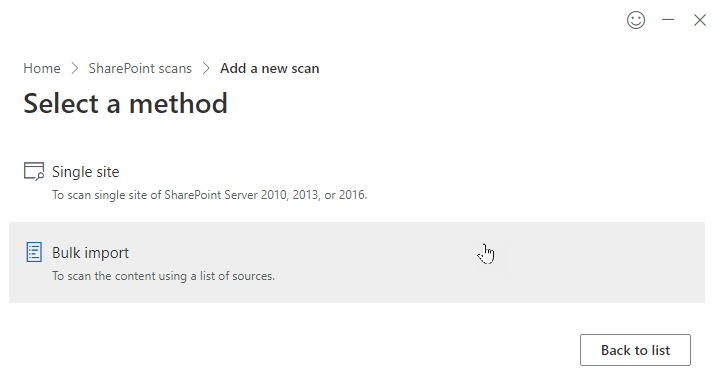 Home > SharePoint scans > Add a new scan
Select a method
Single site
To scan single site of SharePoint Server 2010, 2013, or 2016.
Bulk import
To scan the content using a list of sources.
Back to list